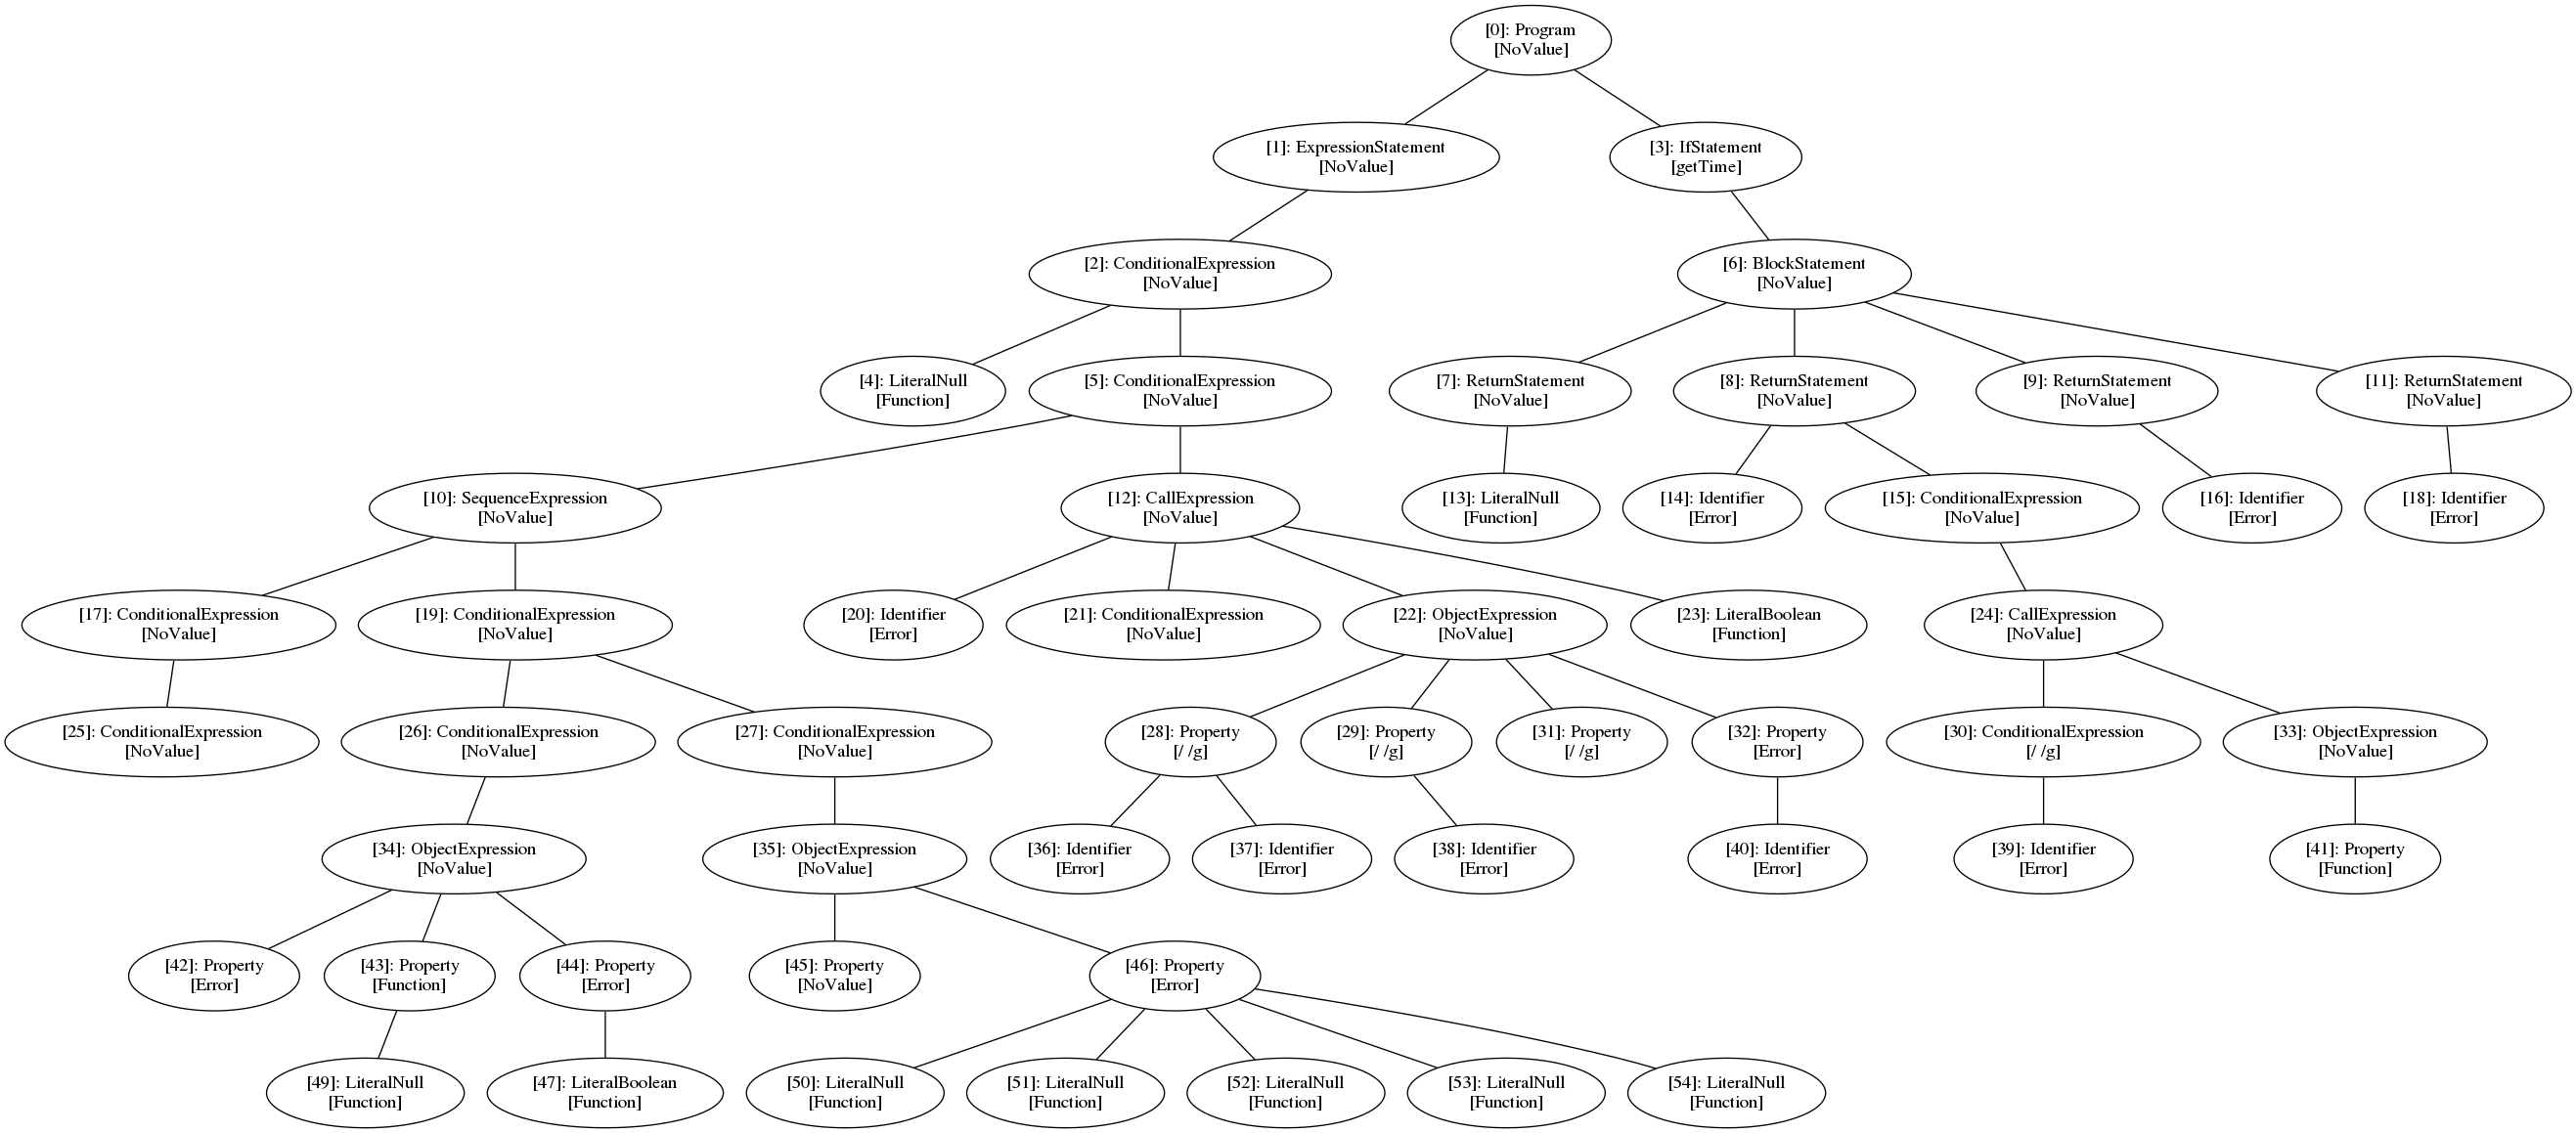 [0]: Program
[NoValue]
[1]: ExpressionStatement
[NoValue]
[3]: IfStatement
[getTime]
[2]: ConditionalExpression
[NoValue]
[6]: BlockStatement
[NoValue]
[4]: LiteralNull
[Function]
[5]: ConditionalExpression
[NoValue]
[7]: ReturnStatement
[NoValue]
[8]: ReturnStatement
[NoValue]
[9]: ReturnStatement
[NoValue]
[11]: ReturnStatement
[NoValue]
[10]: SequenceExpression
[NoValue]
[12]: CallExpression
[NoValue]
[13]: LiteralNull
[Function]
[14]: Identifier
[Error]
[15]: ConditionalExpression
[NoValue]
[16]: Identifier
[Error]
[18]: Identifier
[Error]
[17]: ConditionalExpression
[NoValue]
[19]: ConditionalExpression
[NoValue]
[20]: Identifier
[Error]
[21]: ConditionalExpression
[NoValue]
[22]: ObjectExpression
[NoValue]
[23]: LiteralBoolean
[Function]
[24]: CallExpression
[NoValue]
[25]: ConditionalExpression
[NoValue]
[26]: ConditionalExpression
[NoValue]
[27]: ConditionalExpression
[NoValue]
[28]: Property
[/ /g]
[29]: Property
[/ /g]
[31]: Property
[/ /g]
[32]: Property
[Error]
[30]: ConditionalExpression
[/ /g]
[33]: ObjectExpression
[NoValue]
[34]: ObjectExpression
[NoValue]
[35]: ObjectExpression
[NoValue]
[36]: Identifier
[Error]
[37]: Identifier
[Error]
[38]: Identifier
[Error]
[40]: Identifier
[Error]
[39]: Identifier
[Error]
[41]: Property
[Function]
[42]: Property
[Error]
[43]: Property
[Function]
[44]: Property
[Error]
[45]: Property
[NoValue]
[46]: Property
[Error]
[49]: LiteralNull
[Function]
[47]: LiteralBoolean
[Function]
[50]: LiteralNull
[Function]
[51]: LiteralNull
[Function]
[52]: LiteralNull
[Function]
[53]: LiteralNull
[Function]
[54]: LiteralNull
[Function]